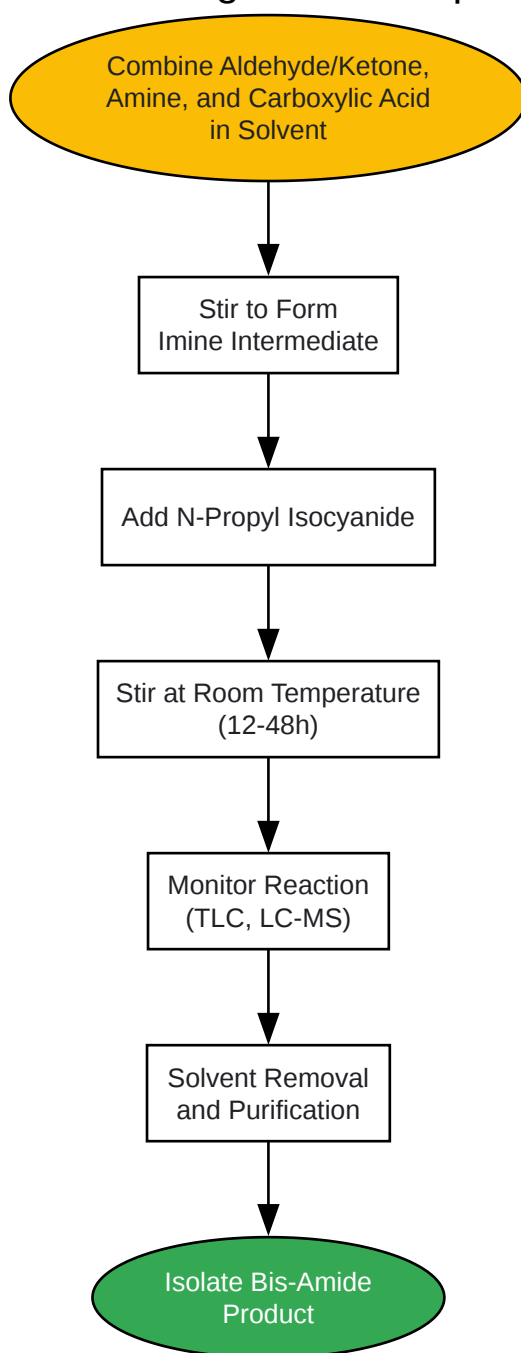 Combine Aldehyde/Ketone,
Amine, and Carboxylic Acid
in Solvent
Stir to Form
Imine Intermediate
Add N-Propyl Isocyanide
Stir at Room Temperature
(12-48h)
Monitor Reaction
(TLC, LC-MS)
Solvent Removal
and Purification
Isolate Bis-Amide
Product